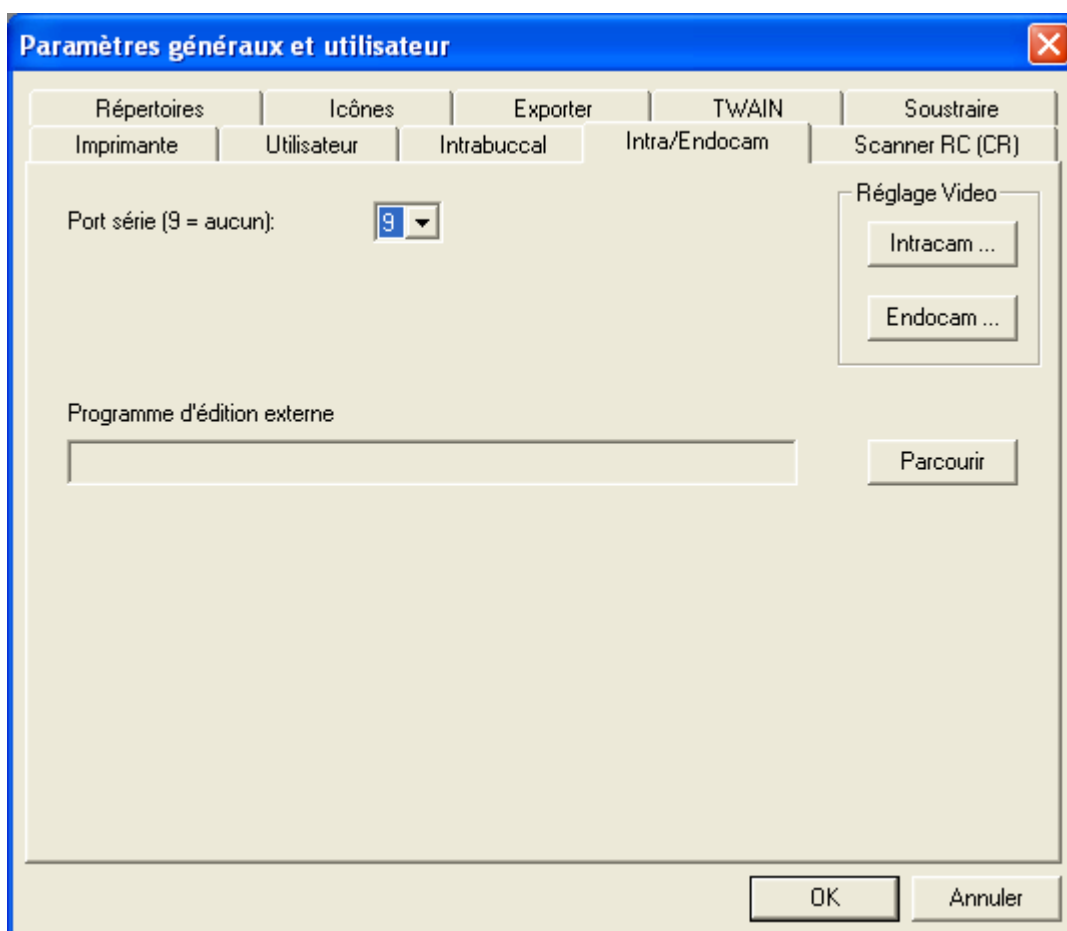 Paramètres généraux et utilisateur
Répertoires Icônes Exporter TWAIN Soustraire
Imprimante Utilisateur Intrabuccal Intra/Endocam Scanner RC (CR)
Port série (9 = aucun): 9
Réglage Video
Intracam ...
Endocam ...
Programme d'édition externe
Parcourir
OK Annuler